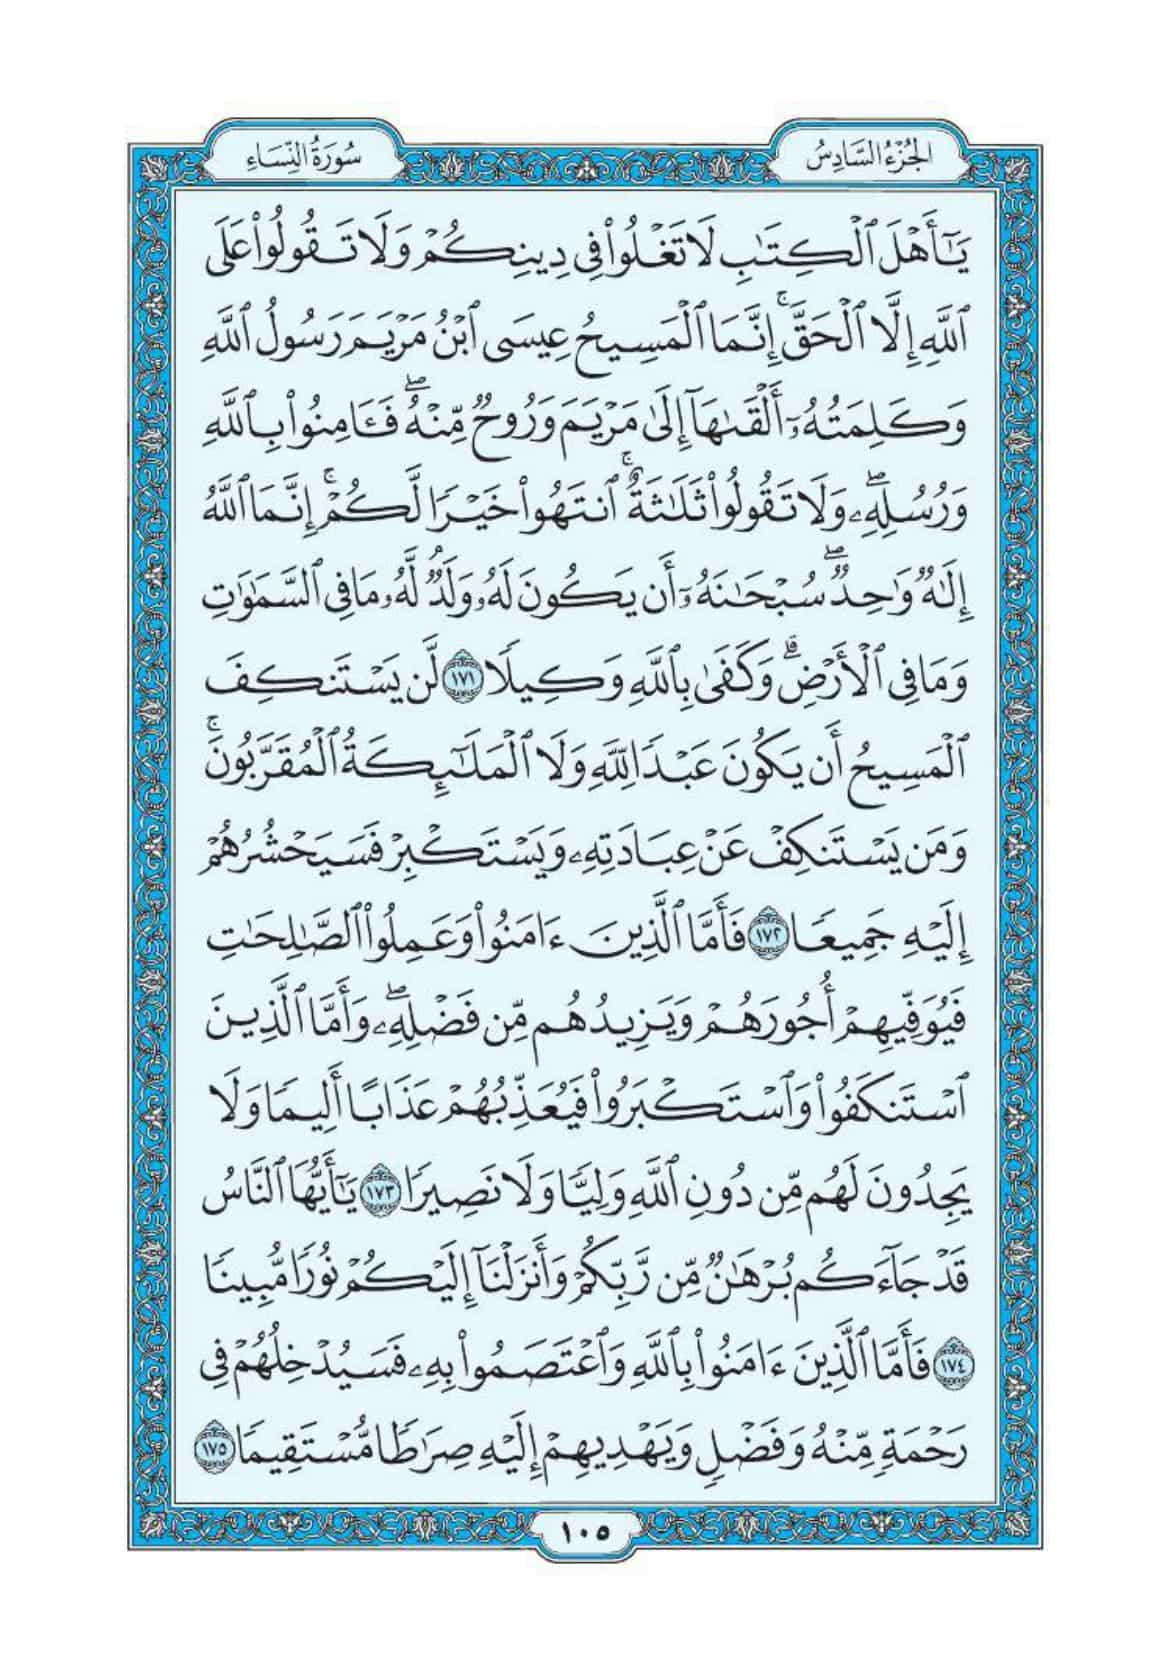 الجُزْءُ السَّادِسُ
سُورَةُ النِّسَاءِ
يَـٰٓأَهْلَ ٱلْكِتَـٰبِ لَا تَغْلُوا۟ فِى دِينِكُمْ وَلَا تَقُولُوا۟ عَلَى
ٱللَّهِ إِلَّا ٱلْحَقَّ ۚ إِنَّمَا ٱلْمَسِيحُ عِيسَى ٱبْنُ مَرْيَمَ رَسُولُ ٱللَّهِ
وَكَلِمَتُهُۥٓ أَلْقَىٰهَآ إِلَىٰ مَرْيَمَ وَرُوحٌ مِّنْهُ ۖ فَـَٔامِنُوا۟ بِٱللَّهِ
وَرُسُلِهِۦ ۖ وَلَا تَقُولُوا۟ ثَلَـٰثَةٌ ۚ ٱنتَهُوا۟ خَيْرًا لَّكُمْ ۚ إِنَّمَا ٱللَّهُ
إِلَـٰهٌ وَٰحِدٌ ۖ سُبْحَـٰنَهُۥٓ أَن يَكُونَ لَهُۥ وَلَدٌ ۘ لَّهُۥ مَا فِى ٱلسَّمَـٰوَٰتِ
وَمَا فِى ٱلْأَرْضِ ۗ وَكَفَىٰ بِٱللَّهِ وَكِيلًا ١٧١ لَّن يَسْتَنكِفَ
ٱلْمَسِيحُ أَن يَكُونَ عَبْدًا لِّلَّهِ وَلَا ٱلْمَلَـٰٓئِكَةُ ٱلْمُقَرَّبُونَ ۚ
وَمَن يَسْتَنكِفْ عَنْ عِبَادَتِهِۦ وَيَسْتَكْبِرْ فَسَيَحْشُرُهُمْ
إِلَيْهِ جَمِيعًا ١٧٢ فَأَمَّا ٱلَّذِينَ ءَامَنُوا۟ وَعَمِلُوا۟ ٱلصَّـٰلِحَـٰتِ
فَيُوَفِّيهِمْ أُجُورَهُمْ وَيَزِيدُهُم مِّن فَضْلِهِۦ ۖ وَأَمَّا ٱلَّذِينَ
ٱسْتَنكَفُوا۟ وَٱسْتَكْبَرُوا۟ فَيُعَذِّبُهُمْ عَذَابًا أَلِيمًا وَلَا
يَجِدُونَ لَهُم مِّن دُونِ ٱللَّهِ وَلِيًّا وَلَا نَصِيرًا ١٧٣ يَـٰٓأَيُّهَا ٱلنَّاسُ
قَدْ جَآءَكُم بُرْهَـٰنٌ مِّن رَّبِّكُمْ وَأَنزَلْنَآ إِلَيْكُمْ نُورًا مُّبِينًا
١٧٤ فَأَمَّا ٱلَّذِينَ ءَامَنُوا۟ بِٱللَّهِ وَٱعْتَصَمُوا۟ بِهِۦ فَسَيُدْخِلُهُمْ فِى
رَحْمَةٍ مِّنْهُ وَفَضْلٍ وَيَهْدِيهِمْ إِلَيْهِ صِرَٰطًا مُّسْتَقِيمًا ١٧٥
١٠٥